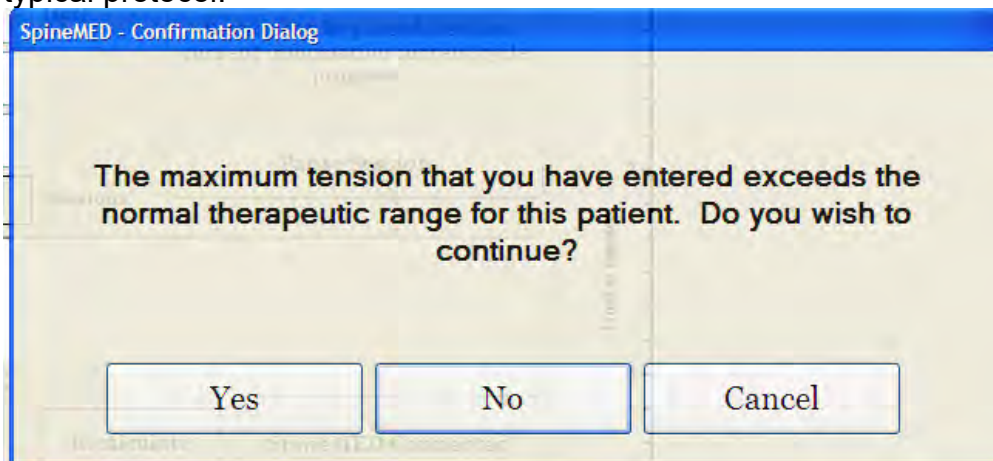 typical protocol.
SpineMED - Confirmation Dialog
The maximum tension that you have entered exceeds the
normal therapeutic range for this patient. Do you wish to
continue?
Yes
No
Cancel